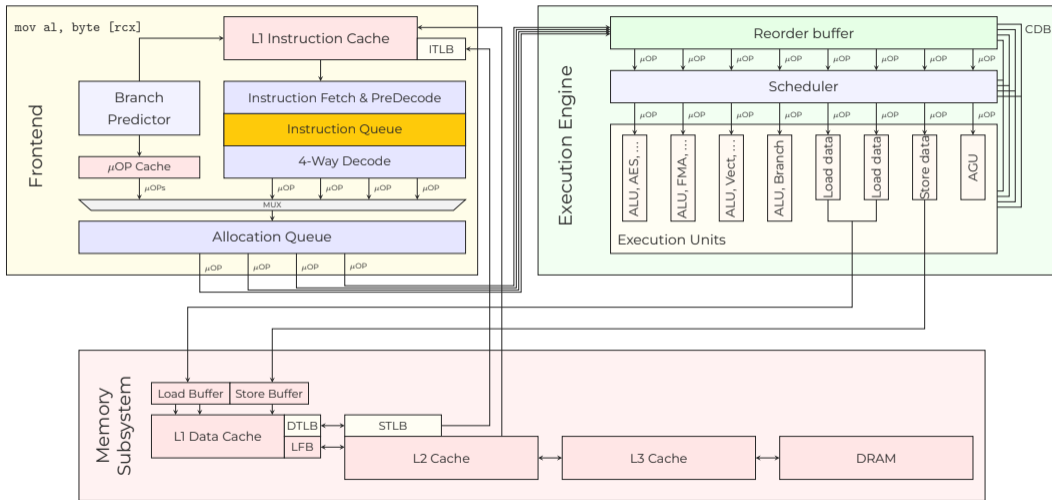 mov al, byte [rcx]
Frontend
L1 Instruction Cache
ITLB
Branch
Predictor
Instruction Fetch & PreDecode
Instruction Queue
4-Way Decode
μOP Cache
μOPs
μOP
μOP
μOP
μOP
MUX
Allocation Queue
μOP
μOP
μOP
μOP
Execution Engine
Reorder buffer
CDB
μOP
μOP
μOP
μOP
μOP
μOP
μOP
μOP
Scheduler
μOP
μOP
μOP
μOP
μOP
μOP
μOP
μOP
ALU, AES, ...
ALU, FMA, ...
ALU, Vect, ...
ALU, Branch
Load data
Load data
Store data
AGU
Execution Units
Memory
Subsystem
Load Buffer
Store Buffer
L1 Data Cache
DTLB
LFB
STLB
L2 Cache
L3 Cache
DRAM